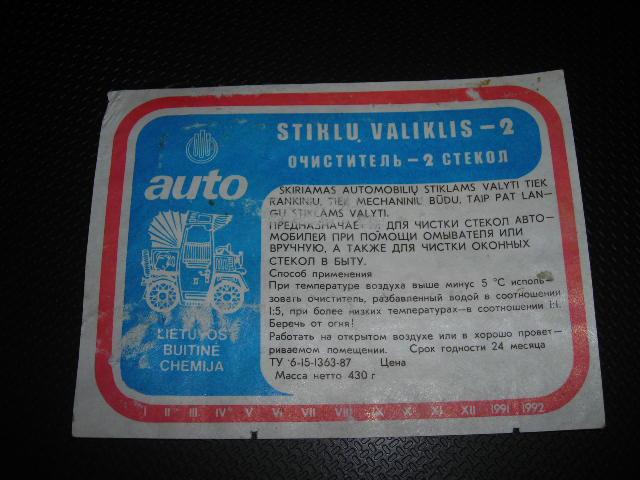 STIKLŲ VALIKLIS-2
ОЧИСТИТЕЛЬ-2 СТЕКОЛ
auto
SKIRIAMAS AUTOMOBILIŲ STIKLAMS VALYTI TIEK
RANKINIU, TIEK MECHANINIU BŪDU, TAIP PAT LAN-
GŲ STIKLAMS VALYTI.
ПРЕДНАЗНАЧЕН ДЛЯ ЧИСТКИ СТЕКОЛ АВТО-
МОБИЛЕЙ ПРИ ПОМОЩИ ОМЫВАТЕЛЯ ИЛИ
ВРУЧНУЮ, А ТАКЖЕ ДЛЯ ЧИСТКИ ОКОННЫХ
СТЕКОЛ В БЫТУ.
Способ применения
При температуре воздуха выше минус 5 °С исполь-
зовать очиститель, разбавленный водой в соотношении
1:5, при более низких температурах-в соотношении 1:1.
Беречь от огня!
Работать на открытом воздухе или в хорошо провет-
риваемом помещении. Срок годности 24 месяца
ТУ 6-15-1363-87 Цена
Масса нетто 430 г
LIETUVOS
BUITINĖ
CHEMIJA
I II III IV V VI VII VIII IX X XI XII 1991 1992